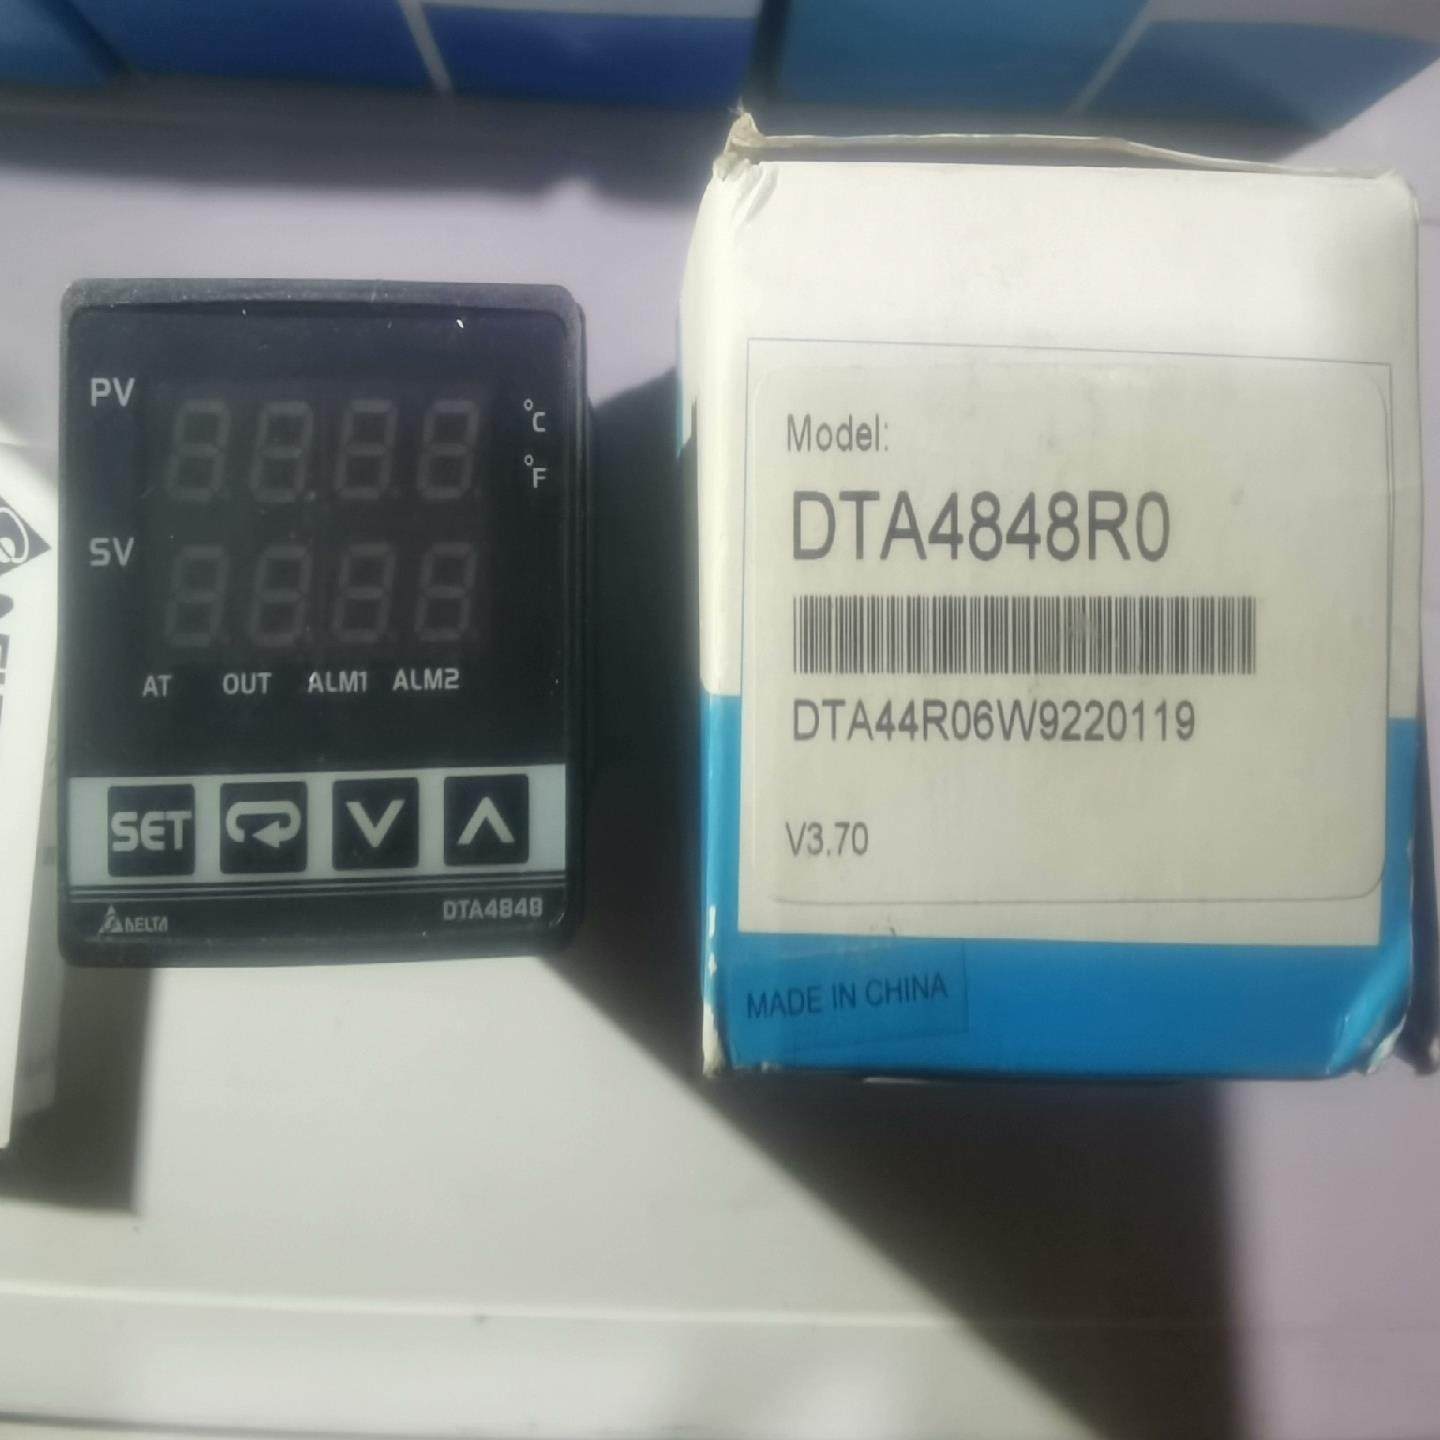 PV
°C
°F
SV
AT OUT ALM1 ALM2
SET
DELTA
DTA4848
Model:
DTA4848R0
DTA44R06W9220119
V3.70
MADE IN CHINA